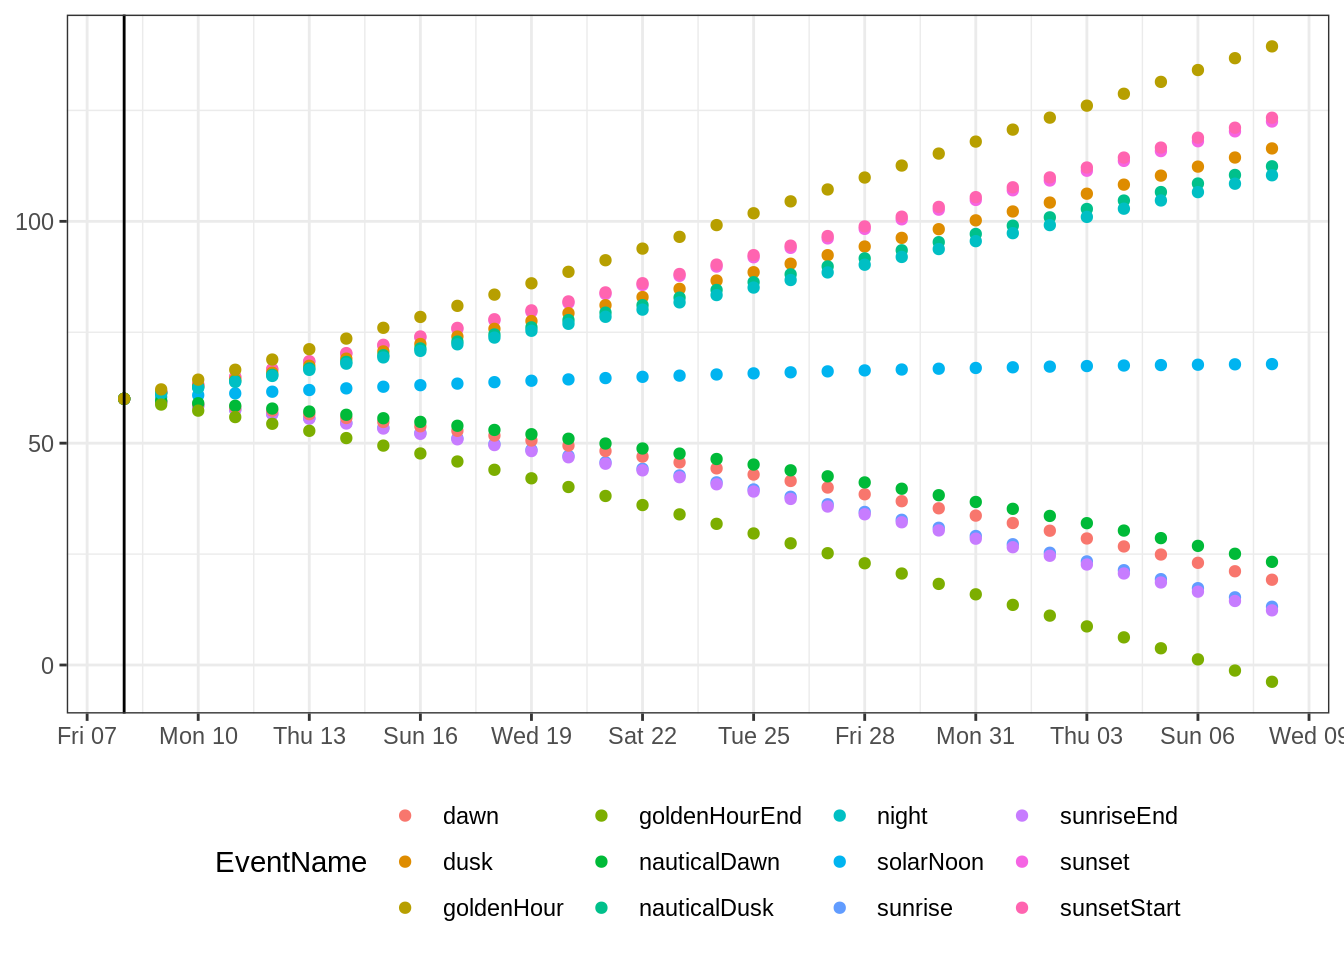 100
50
0
Fri 07 Mon 10 Thu 13 Sun 16 Wed 19 Sat 22 Tue 25 Fri 28 Mon 31 Thu 03 Sun 06 Wed 09
EventName
dawn goldenHourEnd night sunriseEnd
dusk nauticalDawn solarNoon sunset
goldenHour nauticalDusk sunrise sunsetStart